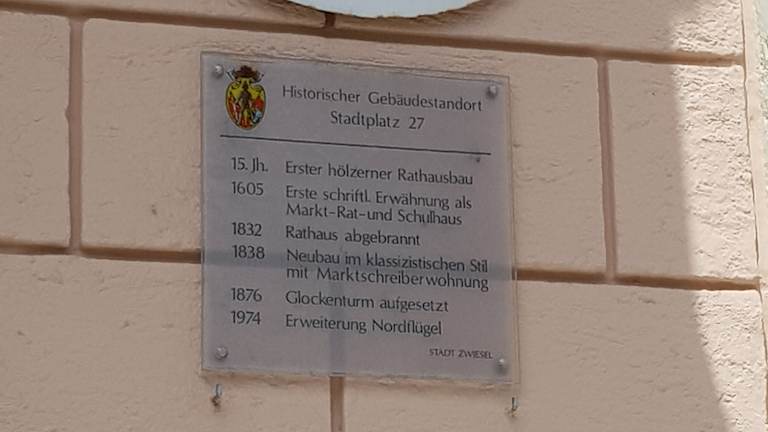 Historischer Gebäudestandort
Stadtplatz 27
15. Jh. Erster hölzerner Rathausbau
1605 Erste schriftl. Erwähnung als
Markt-Rat-und Schulhaus
1832 Rathaus abgebrannt
1838 Neubau im klassizistischen Stil
mit Marktschreiberwohnung
1876 Glockenturm aufgesetzt
1974 Erweiterung Nordflügel
STADT ZWIESEL